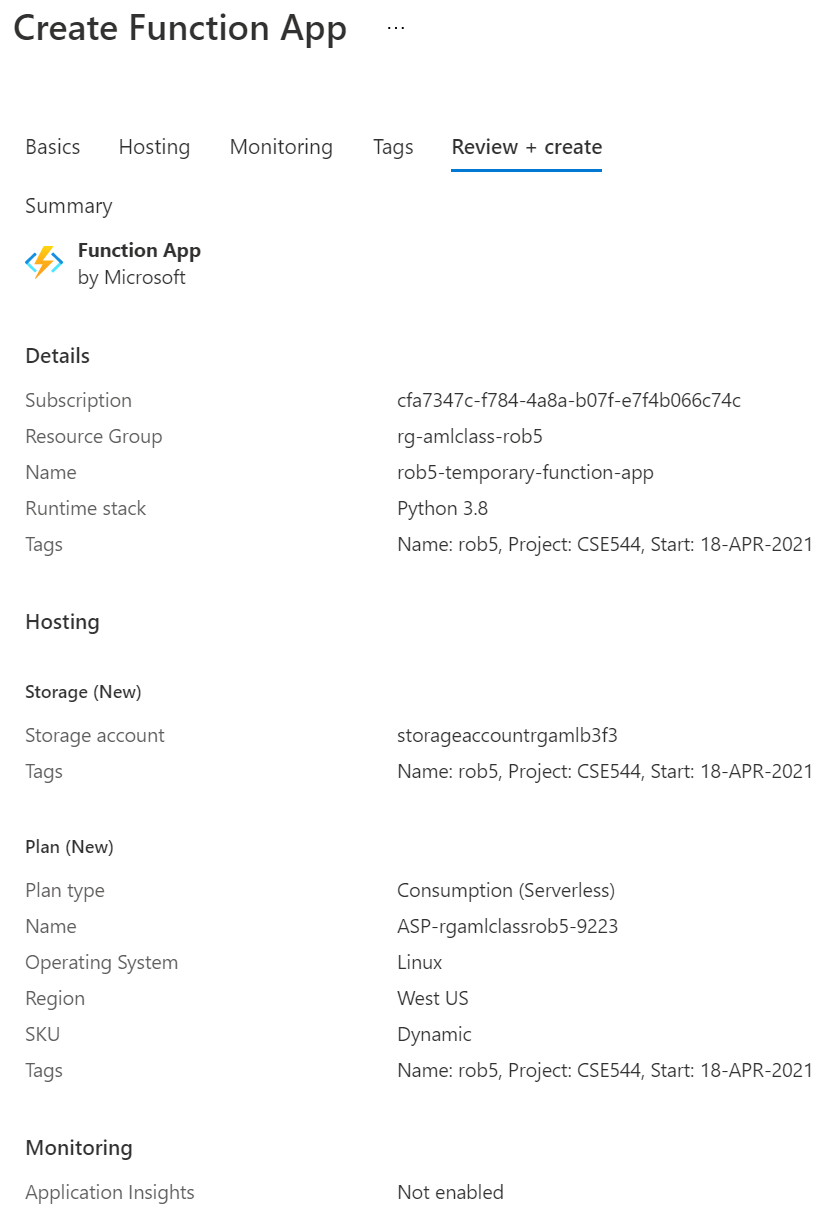 Create Function App ...
Basics Hosting Monitoring Tags Review + create
Summary
Function App
by Microsoft
Details
Subscription cfa7347c-f784-4a8a-b07f-e7f4b066c74c
Resource Group rg-amlclass-rob5
Name rob5-temporary-function-app
Runtime stack Python 3.8
Tags Name: rob5, Project: CSE544, Start: 18-APR-2021
Hosting
Storage (New)
Storage account storageaccountrgamlb3f3
Tags Name: rob5, Project: CSE544, Start: 18-APR-2021
Plan (New)
Plan type Consumption (Serverless)
Name ASP-rgamlclassrob5-9223
Operating System Linux
Region West US
SKU Dynamic
Tags Name: rob5, Project: CSE544, Start: 18-APR-2021
Monitoring
Application Insights Not enabled